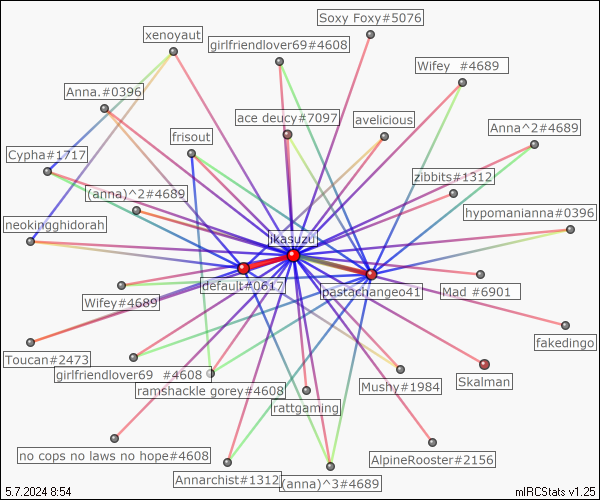 Soxy Foxy#5076
xenoyaut
girlfriendlover69#4608
Wifey  #4689
Anna.#0396
ace deucy#7097
avelicious
Anna^2#4689
frisout
Cypha#1717
zibbits#1312
(anna)^2#4689
hypomanianna#0396
neokingghidorah
ikasuzu
default#0617
pastachangeo41
Mad #6901
Wifey#4689
fakedingo
Toucan#2473
girlfriendlover69  #4608
Skalman
Mushy#1984
ramshackle gorey#4608
rattgaming
no cops no laws no hope#4608
AlpineRooster#2156
Annarchist#1312
(anna)^3#4689
5.7.2024 8:54
mIRCStats v1.25